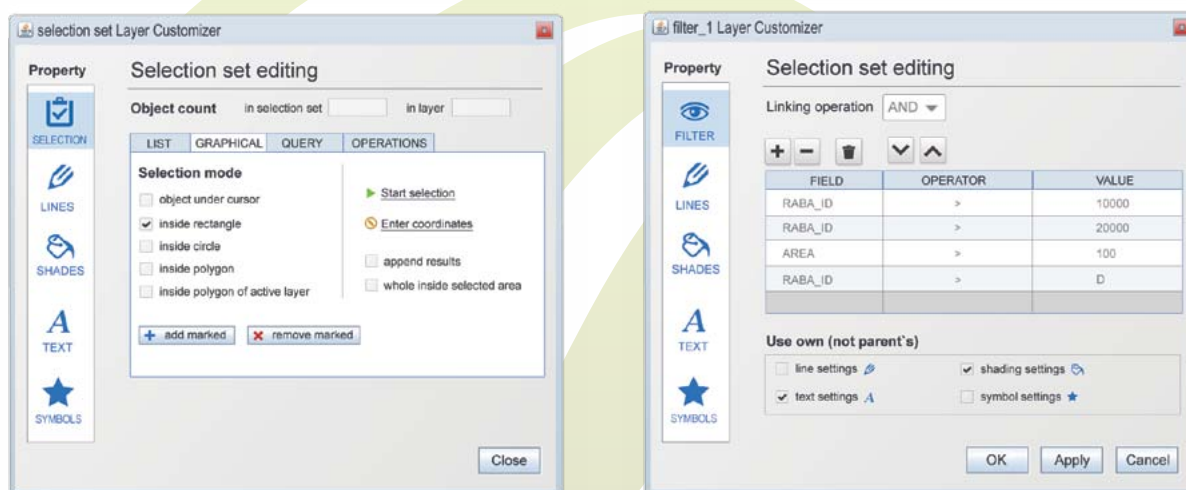 selection set Layer Customizer
Property
Selection set editing
Object count in selection set in layer
SELECTION
LINES
SHADES
TEXT
SYMBOLS
LIST GRAPHICAL QUERY OPERATIONS
Selection mode
object under cursor
inside rectangle
inside circle
inside polygon
inside polygon of active layer
Start selection
Enter coordinates
append results
whole inside selected area
add marked remove marked
Close
filter_1 Layer Customizer
Property
Selection set editing
FILTER
LINES
SHADES
TEXT
SYMBOLS
Linking operation AND
FIELD OPERATOR VALUE
RABA_ID > 10000
RABA_ID > 20000
AREA > 100
RABA_ID > D
Use own (not parent`s)
line settings shading settings
text settings A symbol settings
OK Apply Cancel